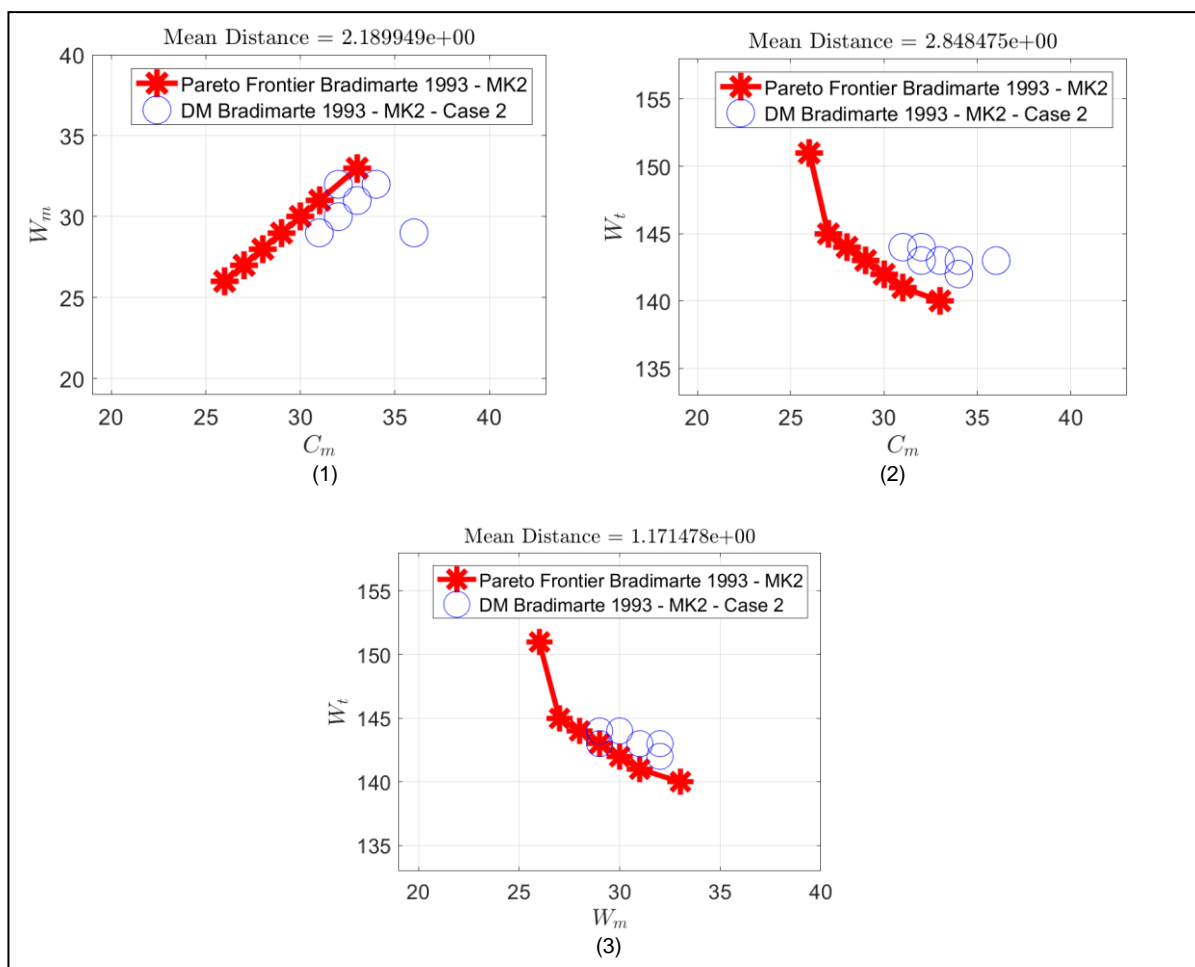 Mean Distance = 2.189949e+00
Pareto Frontier Bradimarte 1993 - MK2
DM Bradimarte 1993 - MK2 - Case 2
40
35
30
25
20
W_m
20
25
30
35
40
C_m
(1)
Mean Distance = 2.848475e+00
Pareto Frontier Bradimarte 1993 - MK2
DM Bradimarte 1993 - MK2 - Case 2
155
150
145
140
135
W_t
20
25
30
35
40
C_m
(2)
Mean Distance = 1.171478e+00
Pareto Frontier Bradimarte 1993 - MK2
DM Bradimarte 1993 - MK2 - Case 2
155
150
145
140
135
W_t
20
25
30
35
40
W_m
(3)